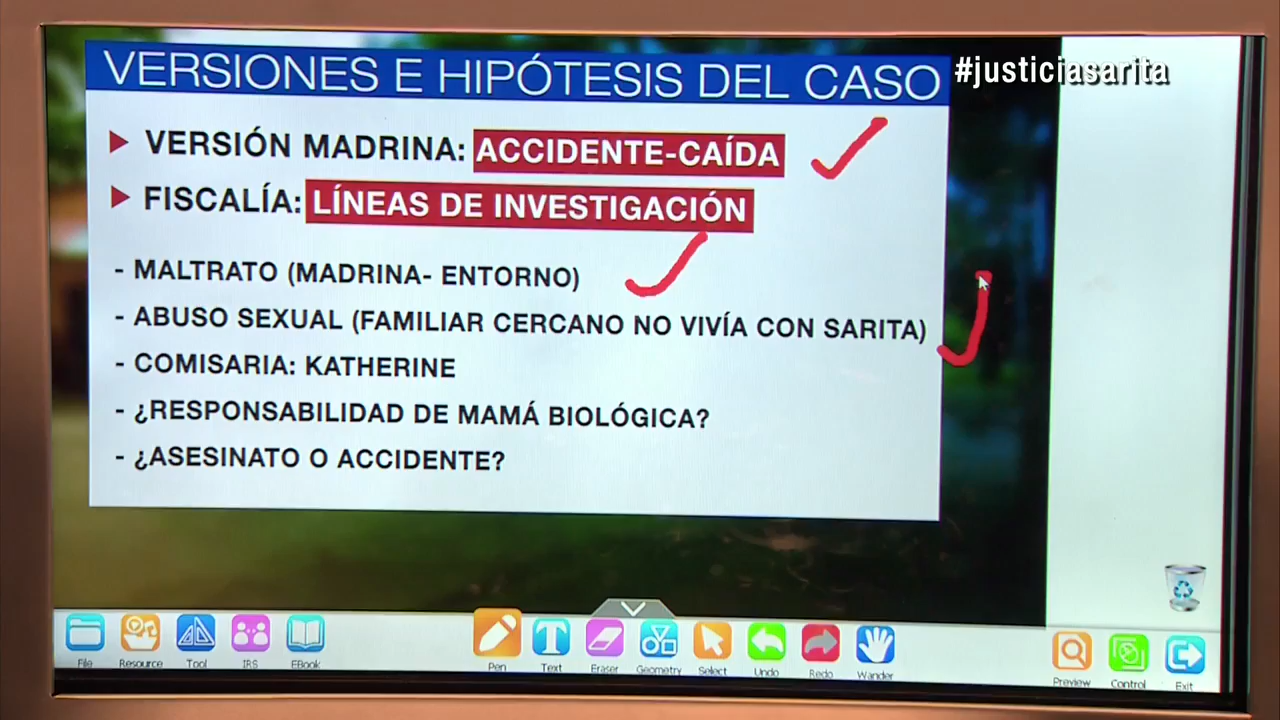 VERSIONES E HIPÓTESIS DEL CASO
#justiciasarita
VERSIÓN MADRINA: ACCIDENTE-CAÍDA
FISCALÍA: LÍNEAS DE INVESTIGACIÓN
- MALTRATO (MADRINA- ENTORNO)
- ABUSO SEXUAL (FAMILIAR CERCANO NO VIVÍA CON SARITA)
- COMISARIA: KATHERINE
- ¿RESPONSABILIDAD DE MAMÁ BIOLÓGICA?
- ¿ASESINATO O ACCIDENTE?
File Resource Tool IRS EBook Pen Text Eraser Geometry Select Undo Redo Wander Preview Control Exit